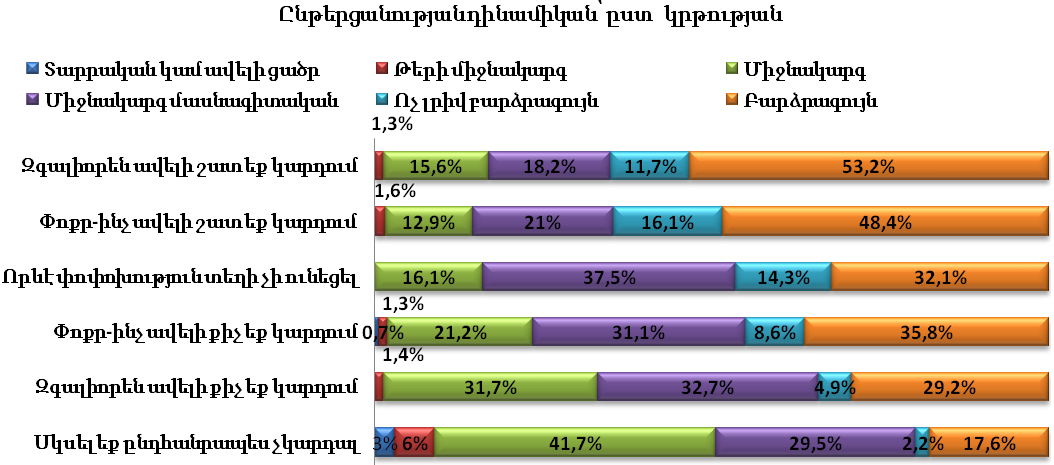 Ընթերցանության դինամիկան՝ ըստ կրթության
Տարրական կամ ավելի ցածր Թերի միջնակարգ Միջնակարգ
Միջնակարգ մասնագիտական Ոչ լրիվ բարձրագույն Բարձրագույն
1,3%
Զգալիորեն ավելի շատ եք կարդում 15,6% 18,2% 11,7% 53,2%
1,6%
Փոքր-ինչ ավելի շատ եք կարդում 12,9% 21% 16,1% 48,4%
Որևէ փոփոխություն տեղի չի ունեցել 16,1% 37,5% 14,3% 32,1%
1,3%
Փոքր-ինչ ավելի քիչ եք կարդում 0,7% 21,2% 31,1% 8,6% 35,8%
1,4%
Զգալիորեն ավելի քիչ եք կարդում 31,7% 32,7% 4,9% 29,2%
Սկսել եք ընդհանրապես չկարդալ 3% 6% 41,7% 29,5% 2,2% 17,6%